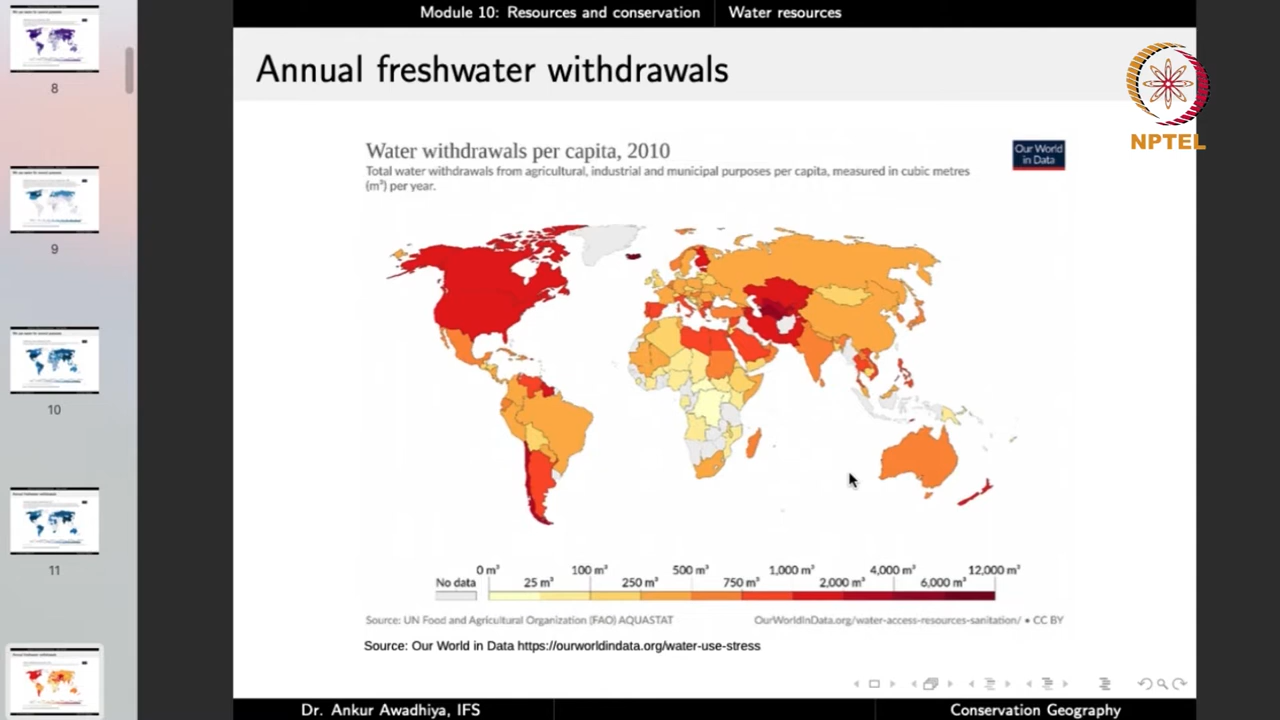 Module 10: Resources and conservation
Water resources
Annual freshwater withdrawals
NPTEL
Water withdrawals per capita, 2010
Total water withdrawals from agricultural, industrial and municipal purposes per capita, measured in cubic metres
(m³) per year.
Our World
in Data
No data
0 m³
25 m³
100 m³
250 m³
500 m³
750 m³
1,000 m³
2,000 m³
4,000 m³
6,000 m³
12,000 m³
Source: UN Food and Agricultural Organization (FAO) AQUASTAT
OurWorldInData.org/water-access-resources-sanitation/ • CC BY
Source: Our World in Data https://ourworldindata.org/water-use-stress
Dr. Ankur Awadhiya, IFS
Conservation Geography
8
9
10
11